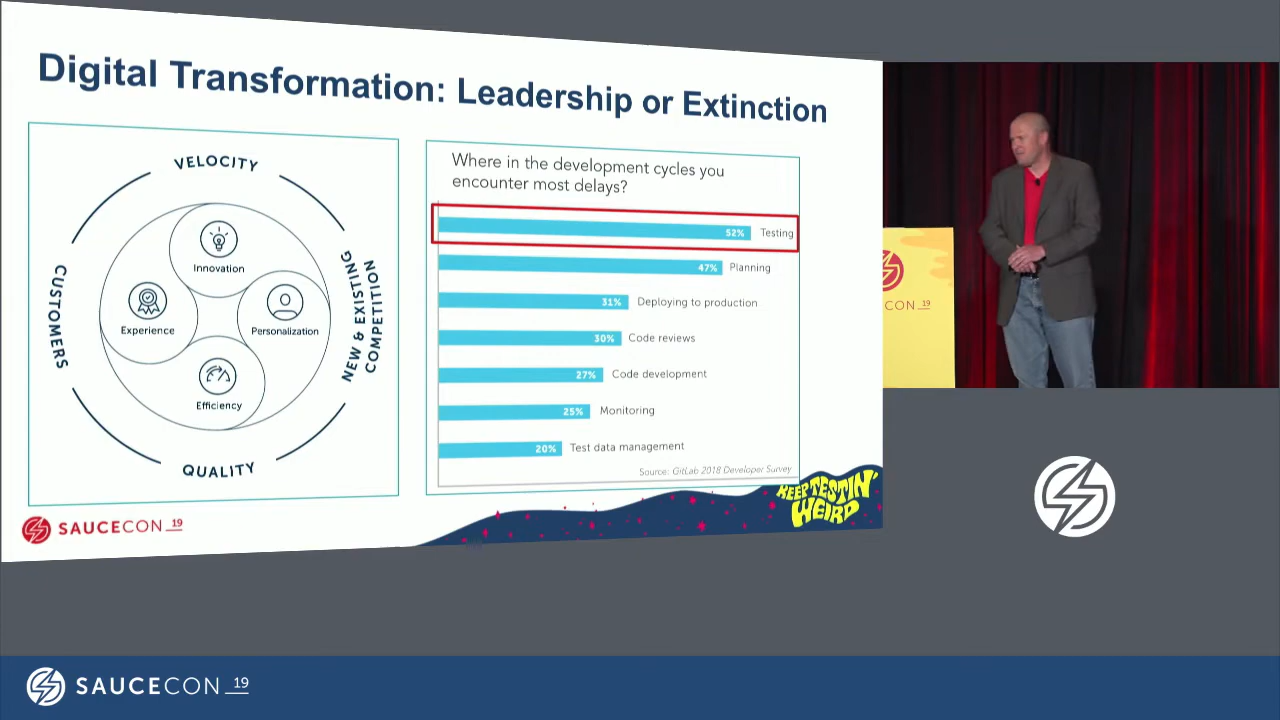 Digital Transformation: Leadership or Extinction
VELOCITY
CUSTOMERS
NEW & EXISTING
COMPETITION
QUALITY
Innovation
Experience
Personalization
Efficiency
Where in the development cycles you
encounter most delays?
52% Testing
47% Planning
31% Deploying to production
30% Code reviews
27% Code development
25% Monitoring
20% Test data management
Source: GitLab 2018 Developer Survey
SAUCECON 19
KEEP TESTIN'
WEIRD
CON 19
SAUCECON 19